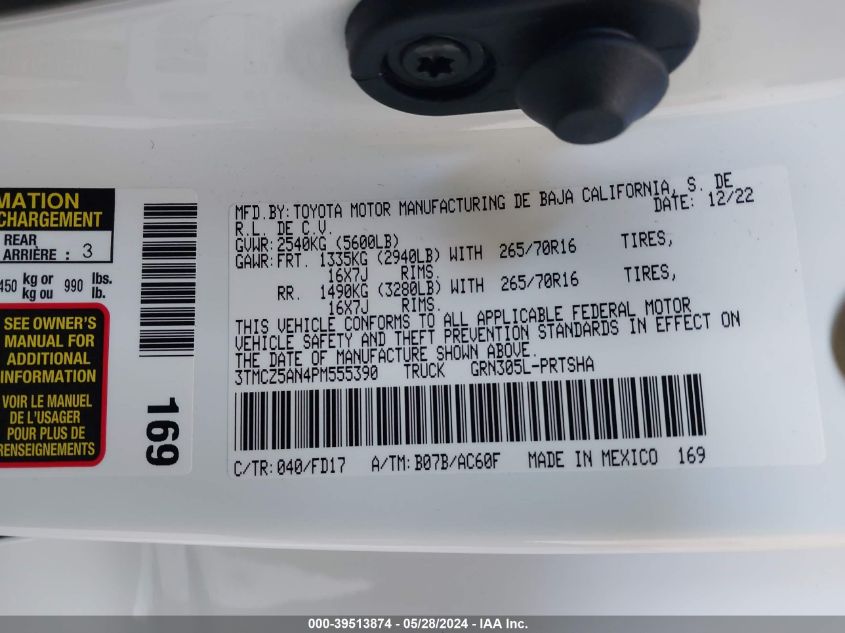 MATION
CHARGEMENT
REAR
ARRIÈRE : 3
450 kg or kg ou 990 lbs. lb.
SEE OWNER'S
MANUAL FOR
ADDITIONAL
INFORMATION
VOIR LE MANUEL
DE L'USAGER
POUR PLUS DE
RENSEIGNEMENTS
169
MFD.BY:TOYOTA MOTOR MANUFACTURING DE BAJA CALIFORNIA, S. DE
R.L. DE C.V. DATE: 12/22
GVWR:2540KG (5600LB)
GAWR:FRT. 1335KG (2940LB) WITH 265/70R16 TIRES,
16X7J RIMS.
RR. 1490KG (3280LB) WITH 265/70R16 TIRES,
16X7J RIMS.
THIS VEHICLE CONFORMS TO ALL APPLICABLE FEDERAL MOTOR
VEHICLE SAFETY AND THEFT PREVENTION STANDARDS IN EFFECT ON
THE DATE OF MANUFACTURE SHOWN ABOVE.
3TMCZ5AN4PM555390 TRUCK GRN305L-PRTSHA
C/TR:040/FD17 A/TM:B07B/AC60F MADE IN MEXICO 169
000-39513874 / 05/28/2024 - IAA Inc.